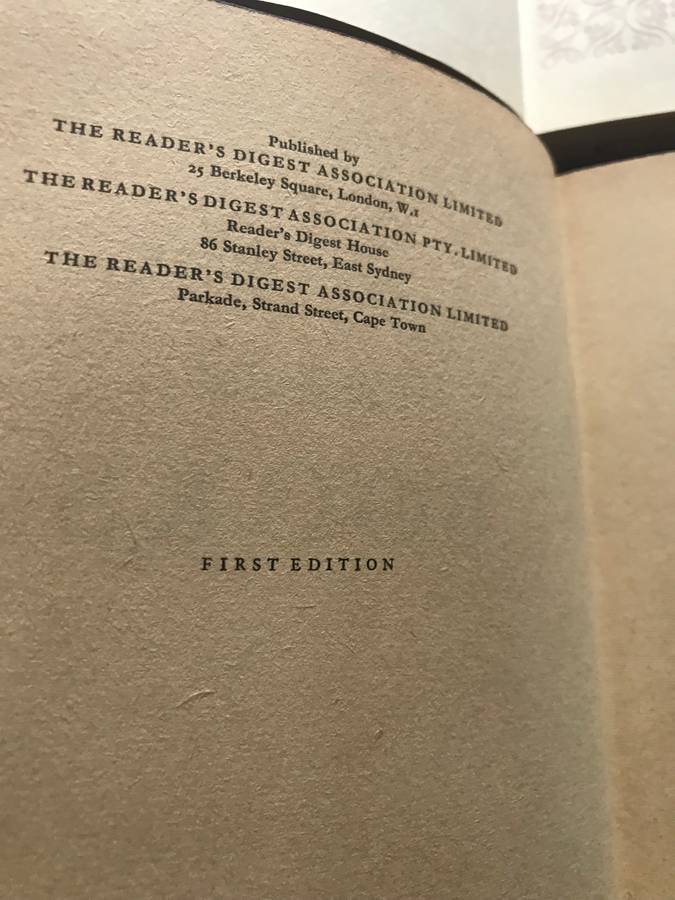 Published by
THE READER'S DIGEST ASSOCIATION LIMITED
25 Berkeley Square, London, W.1
THE READER'S DIGEST ASSOCIATION PTY. LIMITED
Reader's Digest House
86 Stanley Street, East Sydney
THE READER'S DIGEST ASSOCIATION LIMITED
Parkade, Strand Street, Cape Town
FIRST EDITION